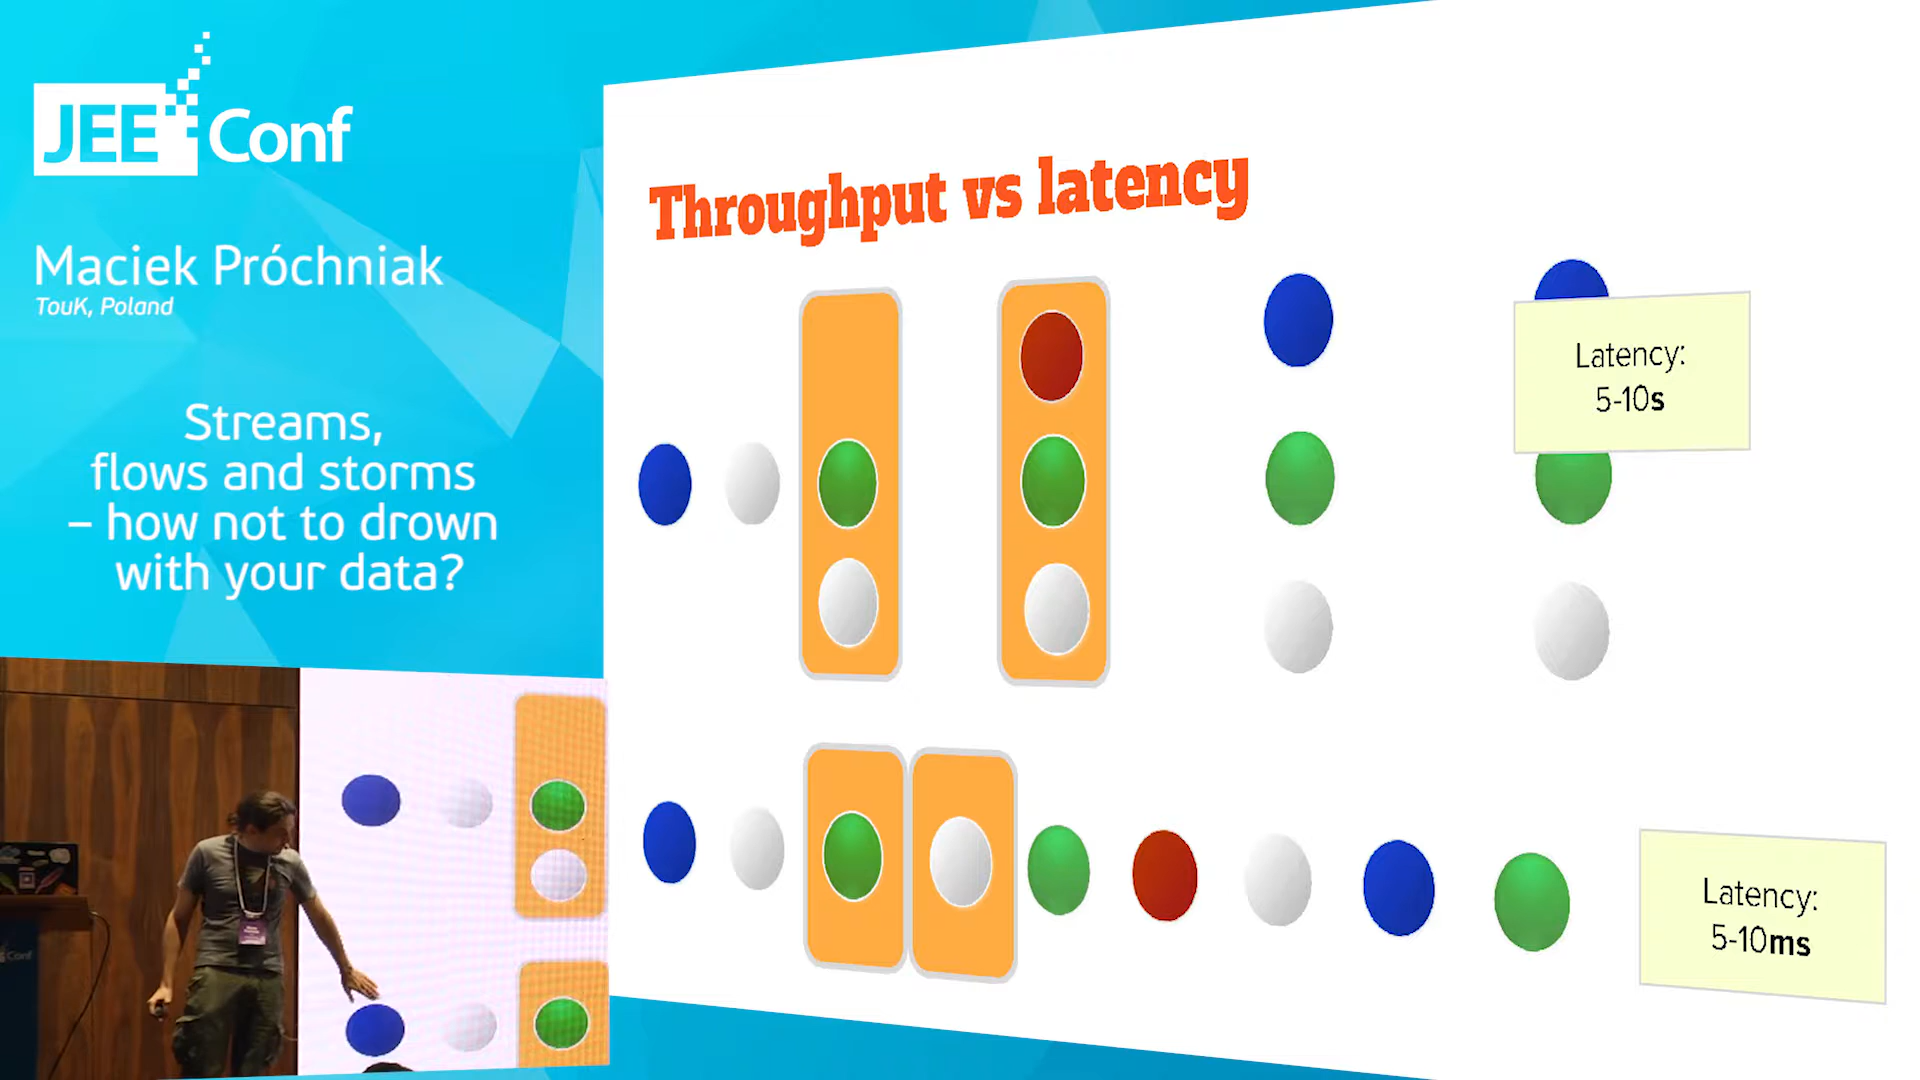 JEE Conf
Maciek Próchniak
TouK, Poland
Streams,
flows and storms
– how not to drown
with your data?
Throughput vs latency
Latency:
5-10s
Latency:
5-10ms
Conf